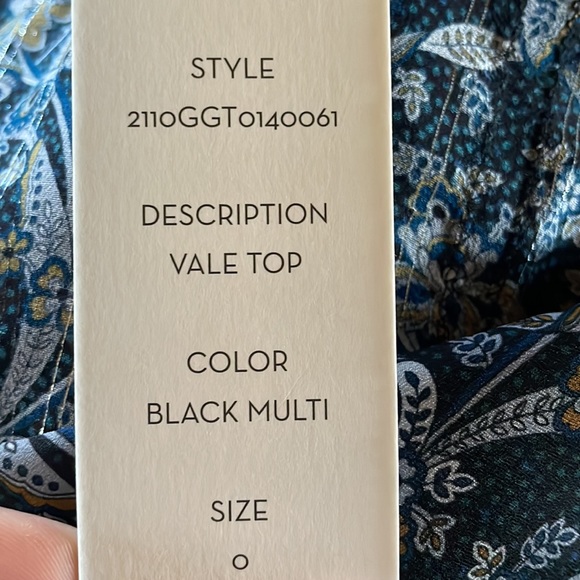 STYLE
2110GGT0140061
DESCRIPTION
VALE TOP
COLOR
BLACK MULTI
SIZE
0